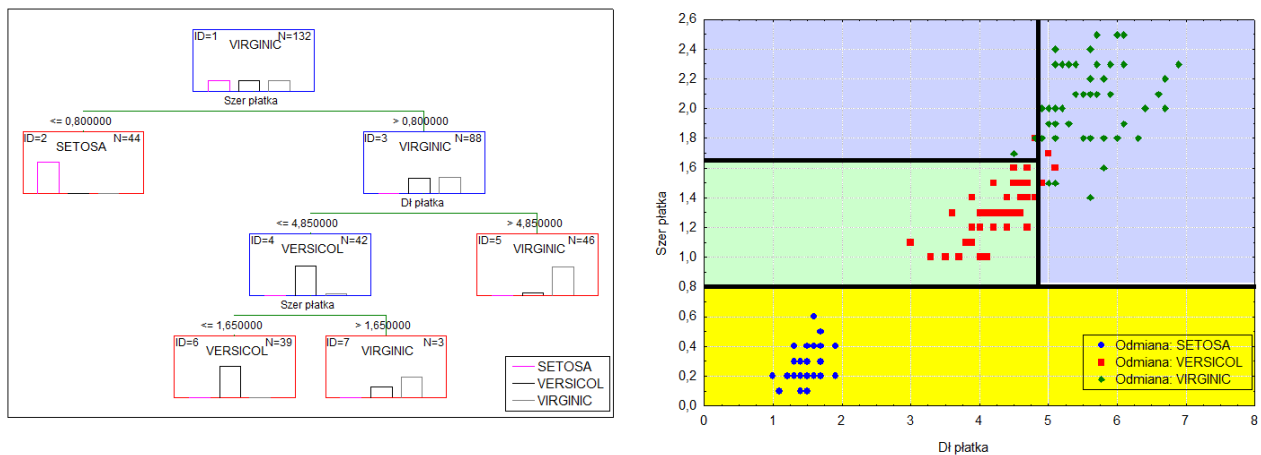 ID=1 N=132
VIRGINIC
Szer płatka
<= 0,800000 > 0,800000
ID=2 N=44 ID=3 N=88
SETOSA VIRGINIC
Dł płatka
<= 4,850000 > 4,850000
ID=4 N=42 ID=5 N=46
VERSICOL VIRGINIC
Szer płatka
<= 1,650000 > 1,650000
ID=6 N=39 ID=7 N=3
VERSICOL VIRGINIC
SETOSA
VERSICOL
VIRGINIC
2,6
2,4
2,2
2,0
1,8
1,6
1,4
1,2
1,0
0,8
0,6
0,4
0,2
0,0
Szer płatka
Odmiana: SETOSA
Odmiana: VERSICOL
Odmiana: VIRGINIC
0 1 2 3 4 5 6 7 8
Dł płatka